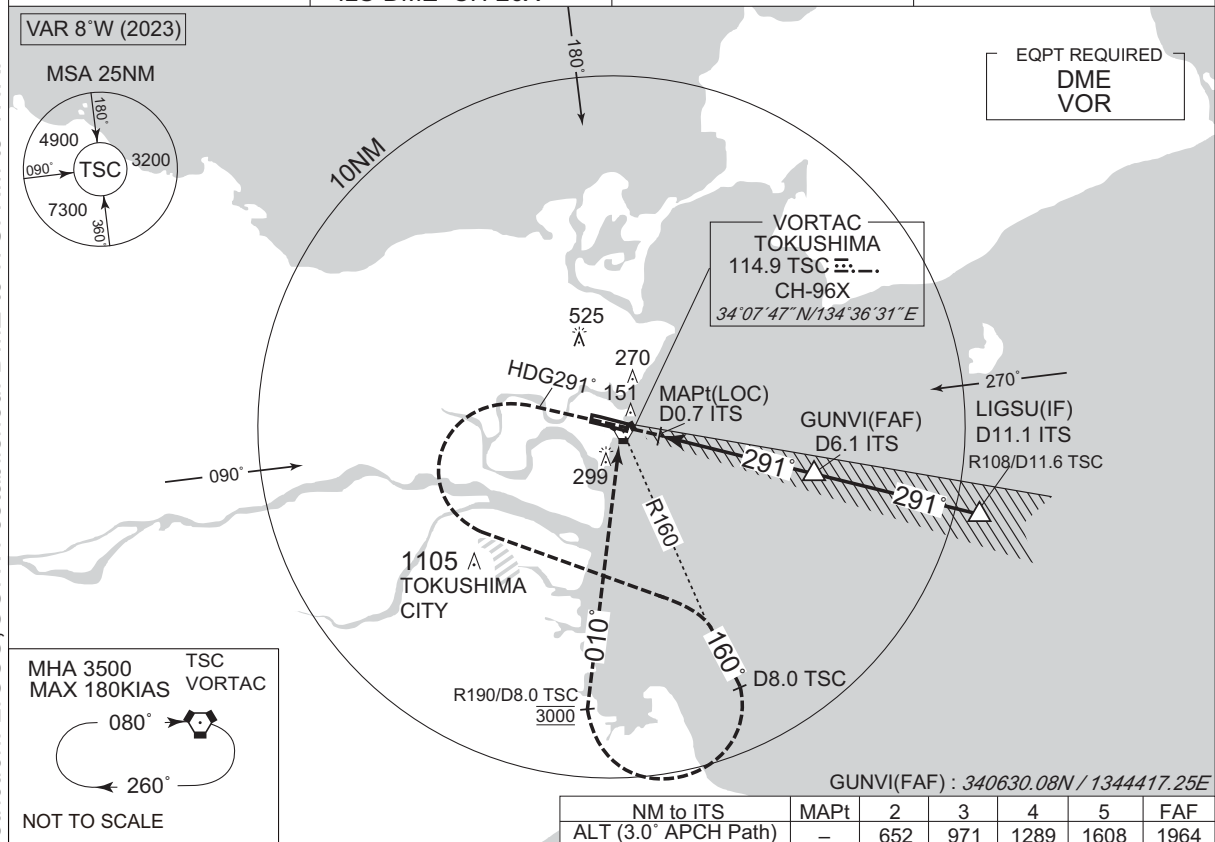 VAR 8°W (2023)
MSA 25NM
180°
4900
TSC
3200
090°
7300
360°
180°
EQPT REQUIRED
DME
VOR
10NM
VORTAC
TOKUSHIMA
114.9 TSC
CH-96X
34°07´47˝N/134°36´31˝E
525
270
HDG291°
151
MAPt(LOC)
D0.7 ITS
270°
GUNVI(FAF)
D6.1 ITS
LIGSU(IF)
D11.1 ITS
R108/D11.6 TSC
291°
291°
090°
299
R160
1105
TOKUSHIMA
CITY
010°
160°
D8.0 TSC
R190/D8.0 TSC
3000
MHA 3500
MAX 180KIAS
TSC
VORTAC
080°
260°
NOT TO SCALE
GUNVI(FAF) : 340630.08N / 1344417.25E
NM to ITS MAPt 2 3 4 5 FAF
ALT (3.0° APCH Path) – 652 971 1289 1608 1964